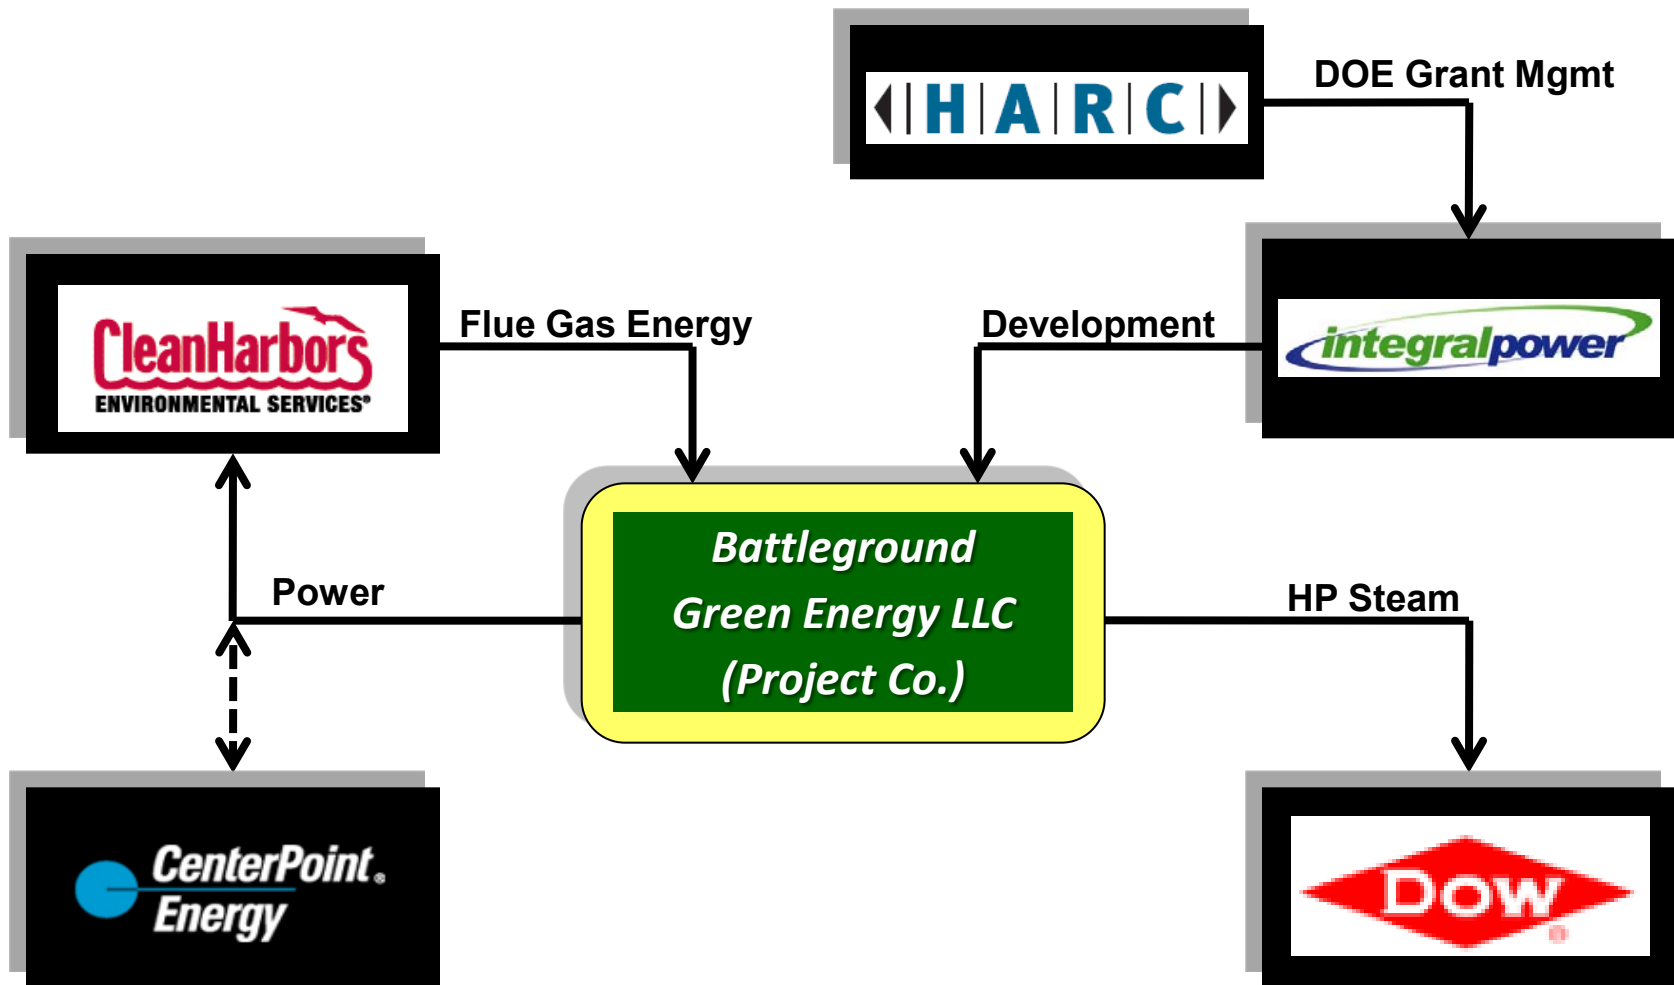 HARC
DOE Grant Mgmt
CleanHarbors
ENVIRONMENTAL SERVICES®
Flue Gas Energy
Development
integralpower
Battleground
Green Energy LLC
(Project Co.)
Power
HP Steam
CenterPoint®
Energy
DOW®